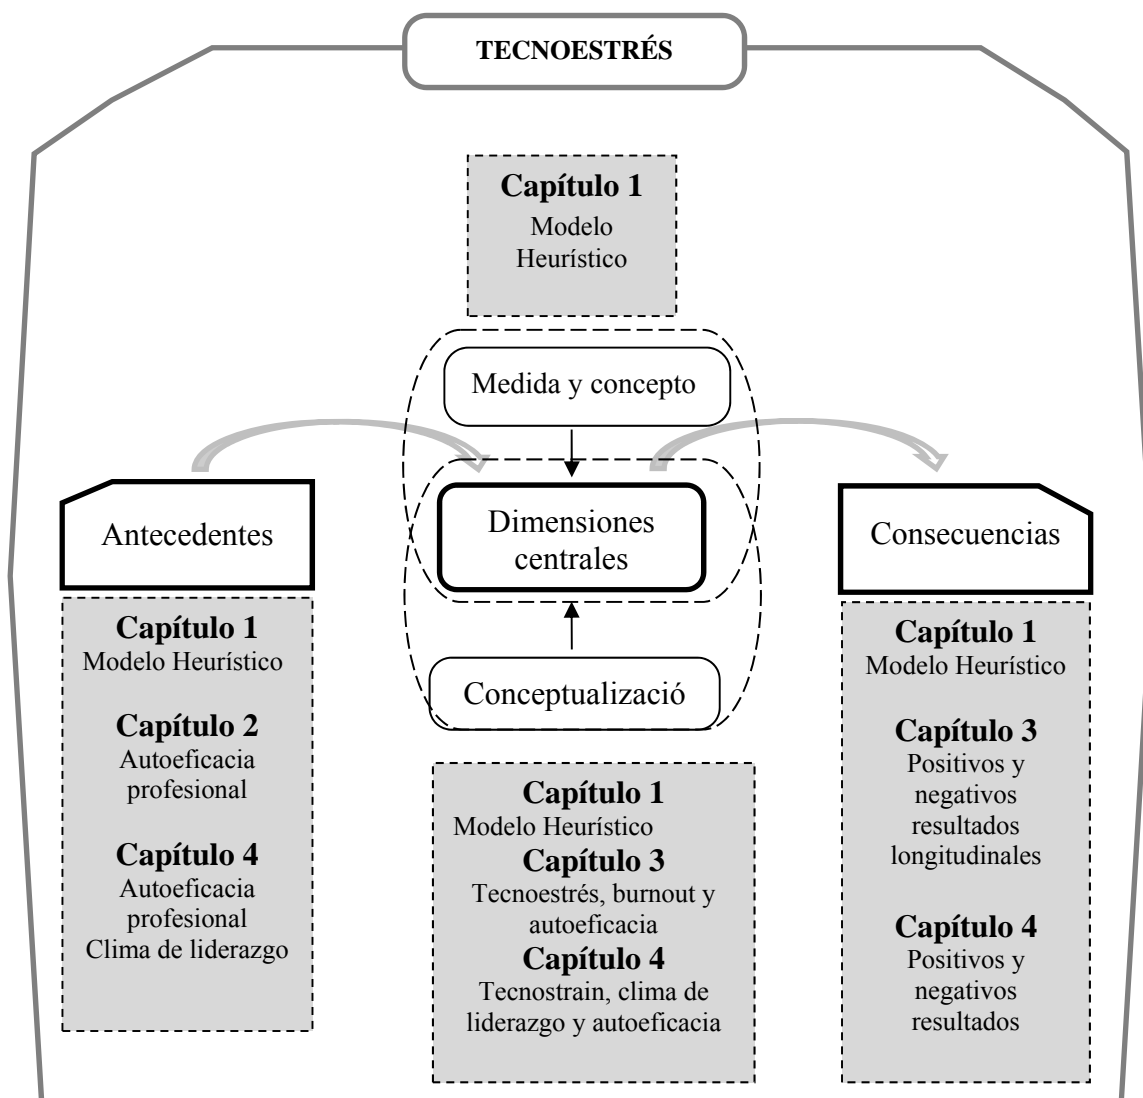 TECNOESTRÉS
Capítulo 1
Modelo
Heurístico
Medida y concepto
Dimensiones
centrales
Conceptualizació
Antecedentes
Consecuencias
Capítulo 1
Modelo Heurístico
Capítulo 2
Autoeficacia
profesional
Capítulo 4
Autoeficacia
profesional
Clima de liderazgo
Capítulo 1
Modelo Heurístico
Capítulo 3
Tecnoestrés, burnout y
autoeficacia
Capítulo 4
Tecnostrain, clima de
liderazgo y autoeficacia
Capítulo 1
Modelo Heurístico
Capítulo 3
Positivos y
negativos
resultados
longitudinales
Capítulo 4
Positivos y
negativos
resultados